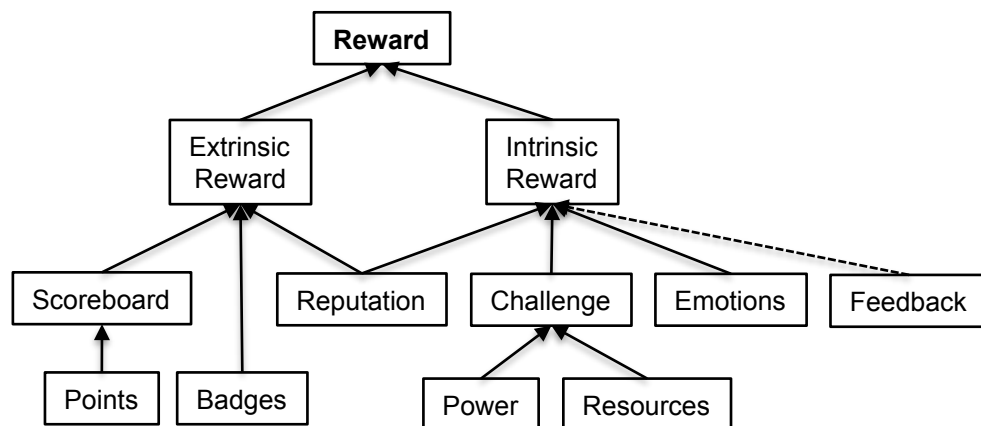 Reward
Extrinsic
Reward
Intrinsic
Reward
Scoreboard
Reputation
Challenge
Emotions
Feedback
Points
Badges
Power
Resources